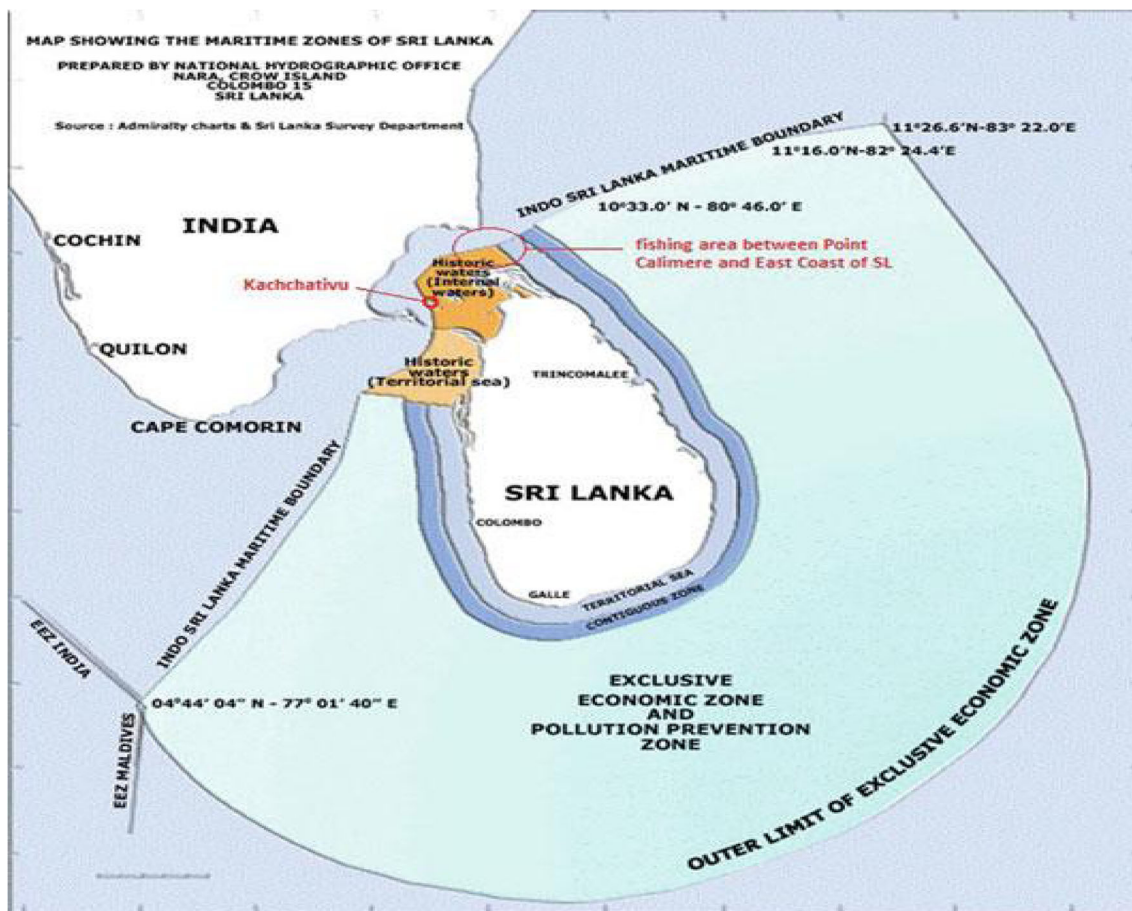 MAP SHOWING THE MARITIME ZONES OF SRI LANKA
PREPARED BY NATIONAL HYDROGRAPHIC OFFICE
NARA, CROW ISLAND
COLOMBO 15
SRI LANKA
Source : Admiralty charts & Sri Lanka Survey Department
INDO SRI LANKA MARITIME BOUNDARY
11°26.6'N-83° 22.0'E
11°16.0'N-82° 24.4'E
10°33.0' N - 80° 46.0' E
INDIA
COCHIN
fishing area between Point
Calimere and East Coast of SL
Historic
waters
(Internal
waters)
Kachchativu
QUILON
Historic
waters
(Territorial sea)
TRINCOMALEE
CAPE COMORIN
SRI LANKA
COLOMBO
INDO SRI LANKA MARITIME BOUNDARY
GALLE
TERRITORIAL SEA
CONTIGUOUS ZONE
EEZ INDIA
04°44' 04" N - 77° 01' 40" E
EEZ MALDIVES
EXCLUSIVE
ECONOMIC ZONE
AND
POLLUTION PREVENTION
ZONE
OUTER LIMIT OF EXCLUSIVE ECONOMIC ZONE